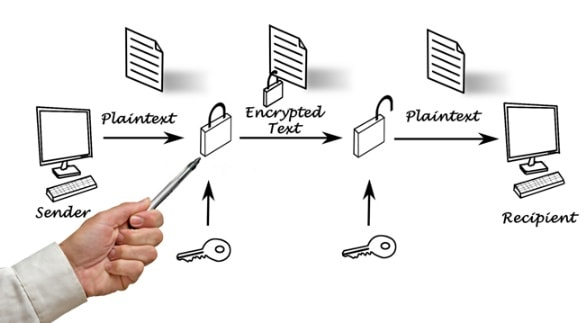 Plaintext
Encrypted
Text
Plaintext
Sender
Recipient